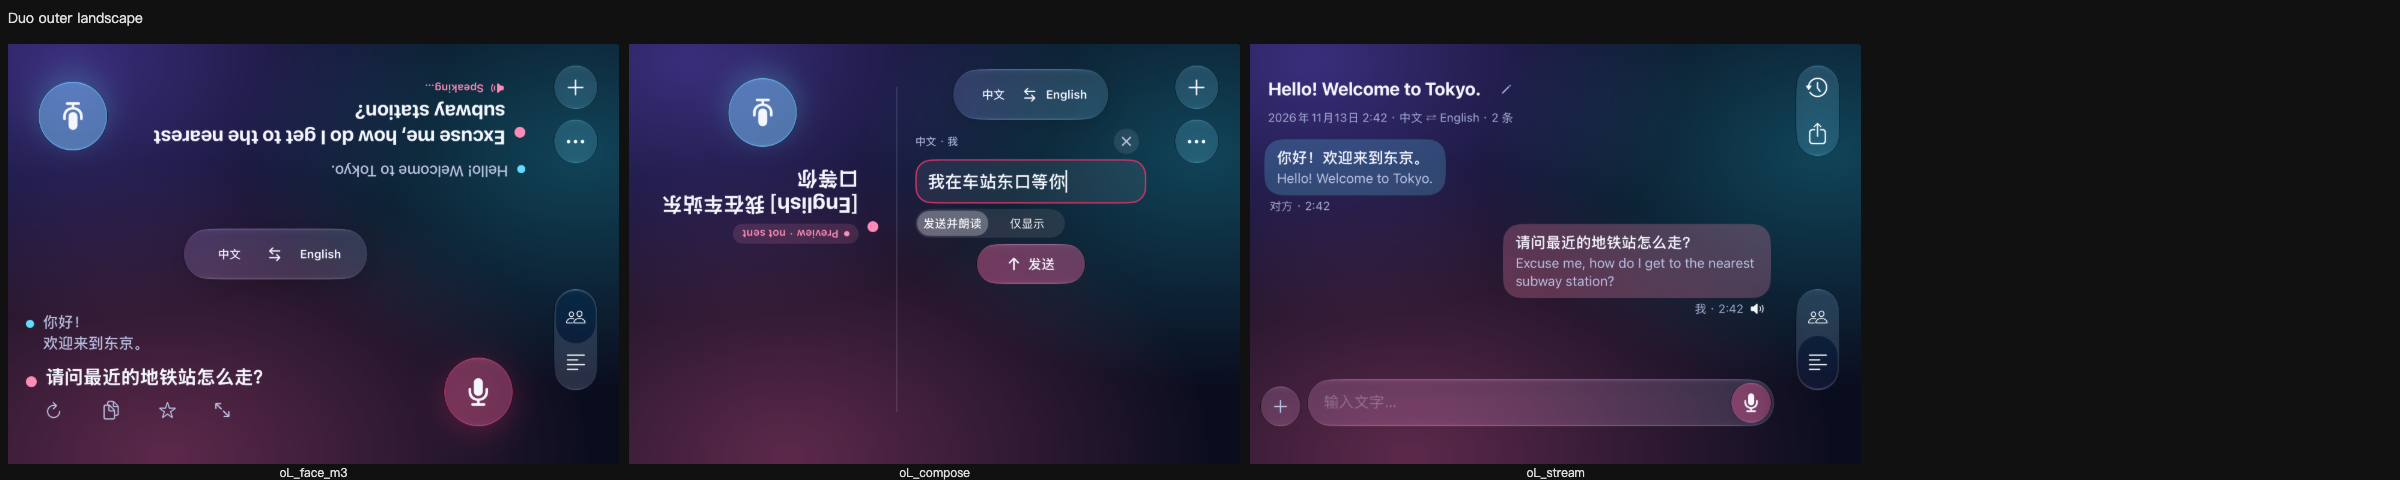 Duo outer landscape
Speaking...
Excuse me, how do I get to the nearest
subway station?
Hello! Welcome to Tokyo.
中文 English
你好！
欢迎来到东京。
请问最近的地铁站怎么走？
oL_face_m3
Preview · not sent
[English] 我在车站东
口等你
中文 English
中文 · 我
我在车站东口等你
发送并朗读 仅显示
发送
oL_compose
Hello! Welcome to Tokyo.
2026年11月13日 2:42 · 中文 ⇌ English · 2 条
你好！欢迎来到东京。
Hello! Welcome to Tokyo.
对方 · 2:42
请问最近的地铁站怎么走？
Excuse me, how do I get to the nearest
subway station?
我 · 2:42
输入文字...
oL_stream